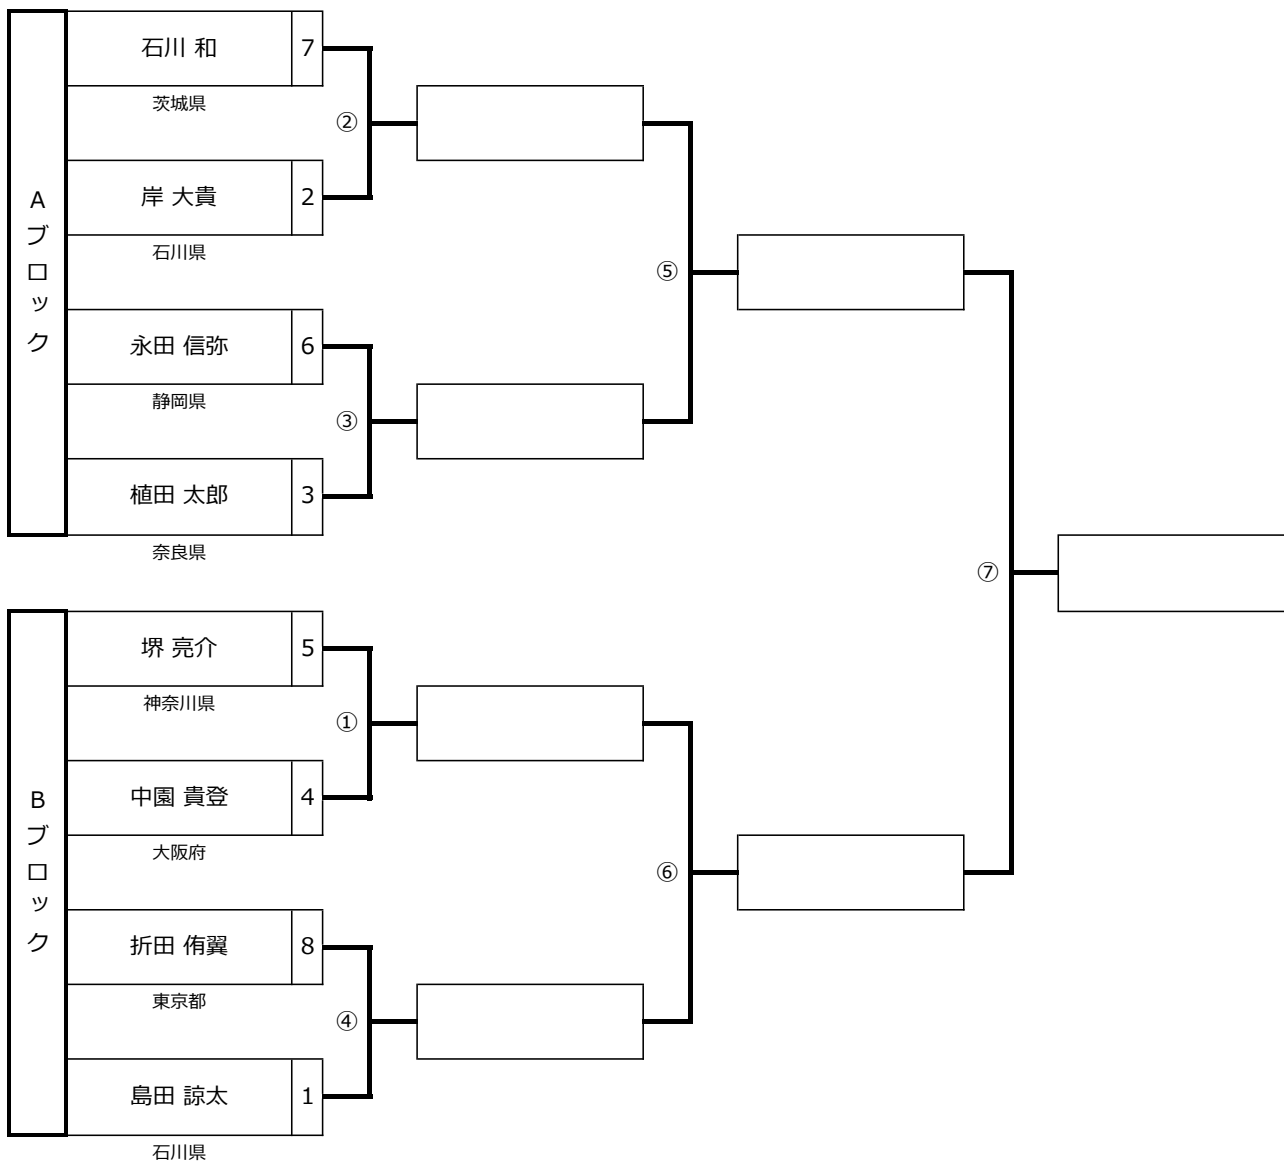 Aブロック
石川 和 7
茨城県
②
岸 大貴 2
石川県
⑤
永田 信弥 6
静岡県
③
植田 太郎 3
奈良県
⑦
Bブロック
堺 亮介 5
神奈川県
①
中園 貴登 4
大阪府
⑥
折田 侑翼 8
東京都
④
島田 諒太 1
石川県